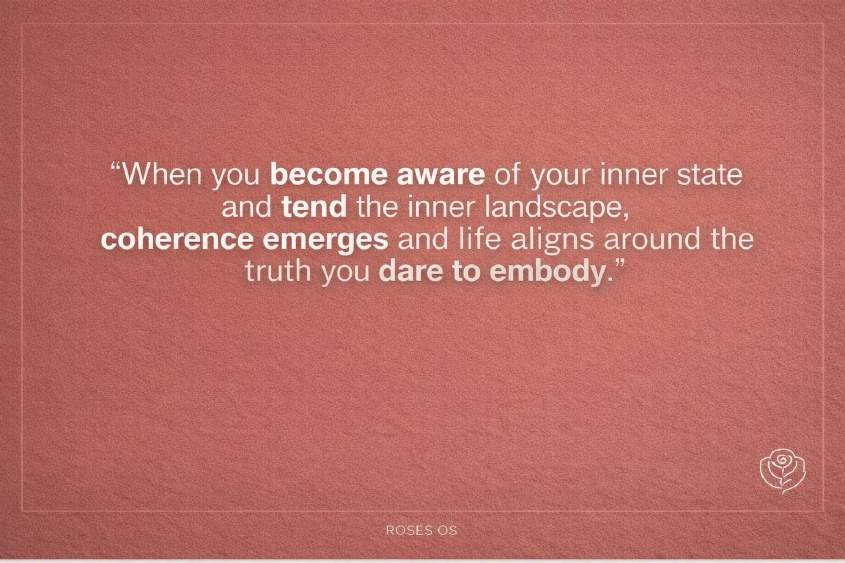 “When you become aware of your inner state
and tend the inner landscape,
coherence emerges and life aligns around the
truth you dare to embody.”
ROSES OS